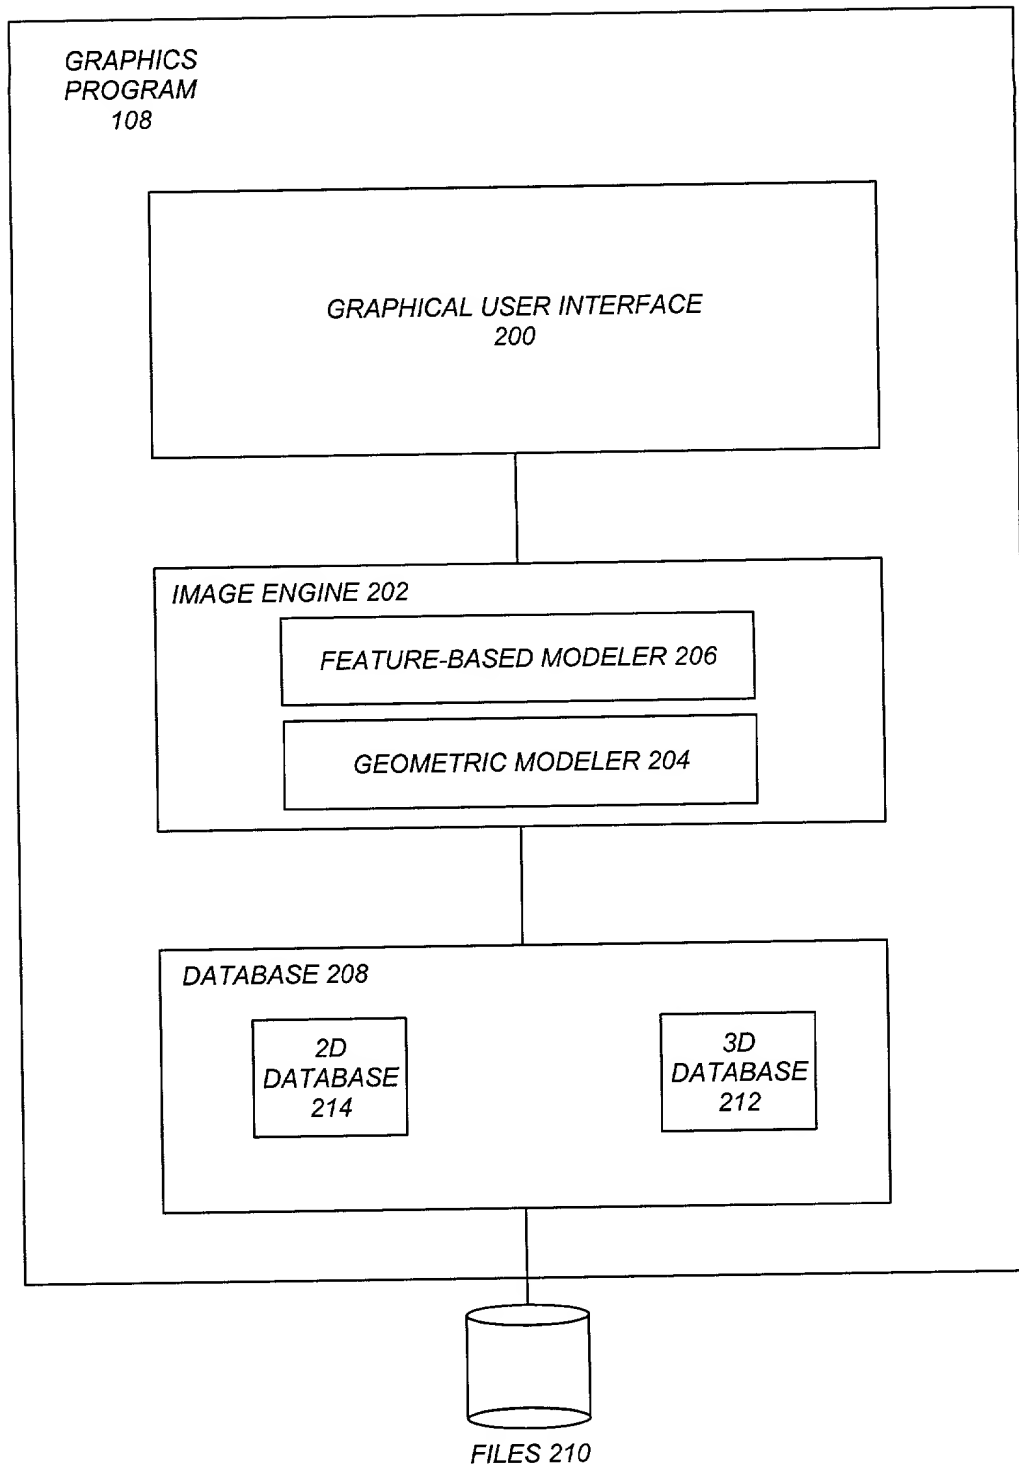 GRAPHICS
PROGRAM
108
GRAPHICAL USER INTERFACE
200
IMAGE ENGINE 202
FEATURE-BASED MODELER 206
GEOMETRIC MODELER 204
DATABASE 208
2D
DATABASE
214
3D
DATABASE
212
FILES 210